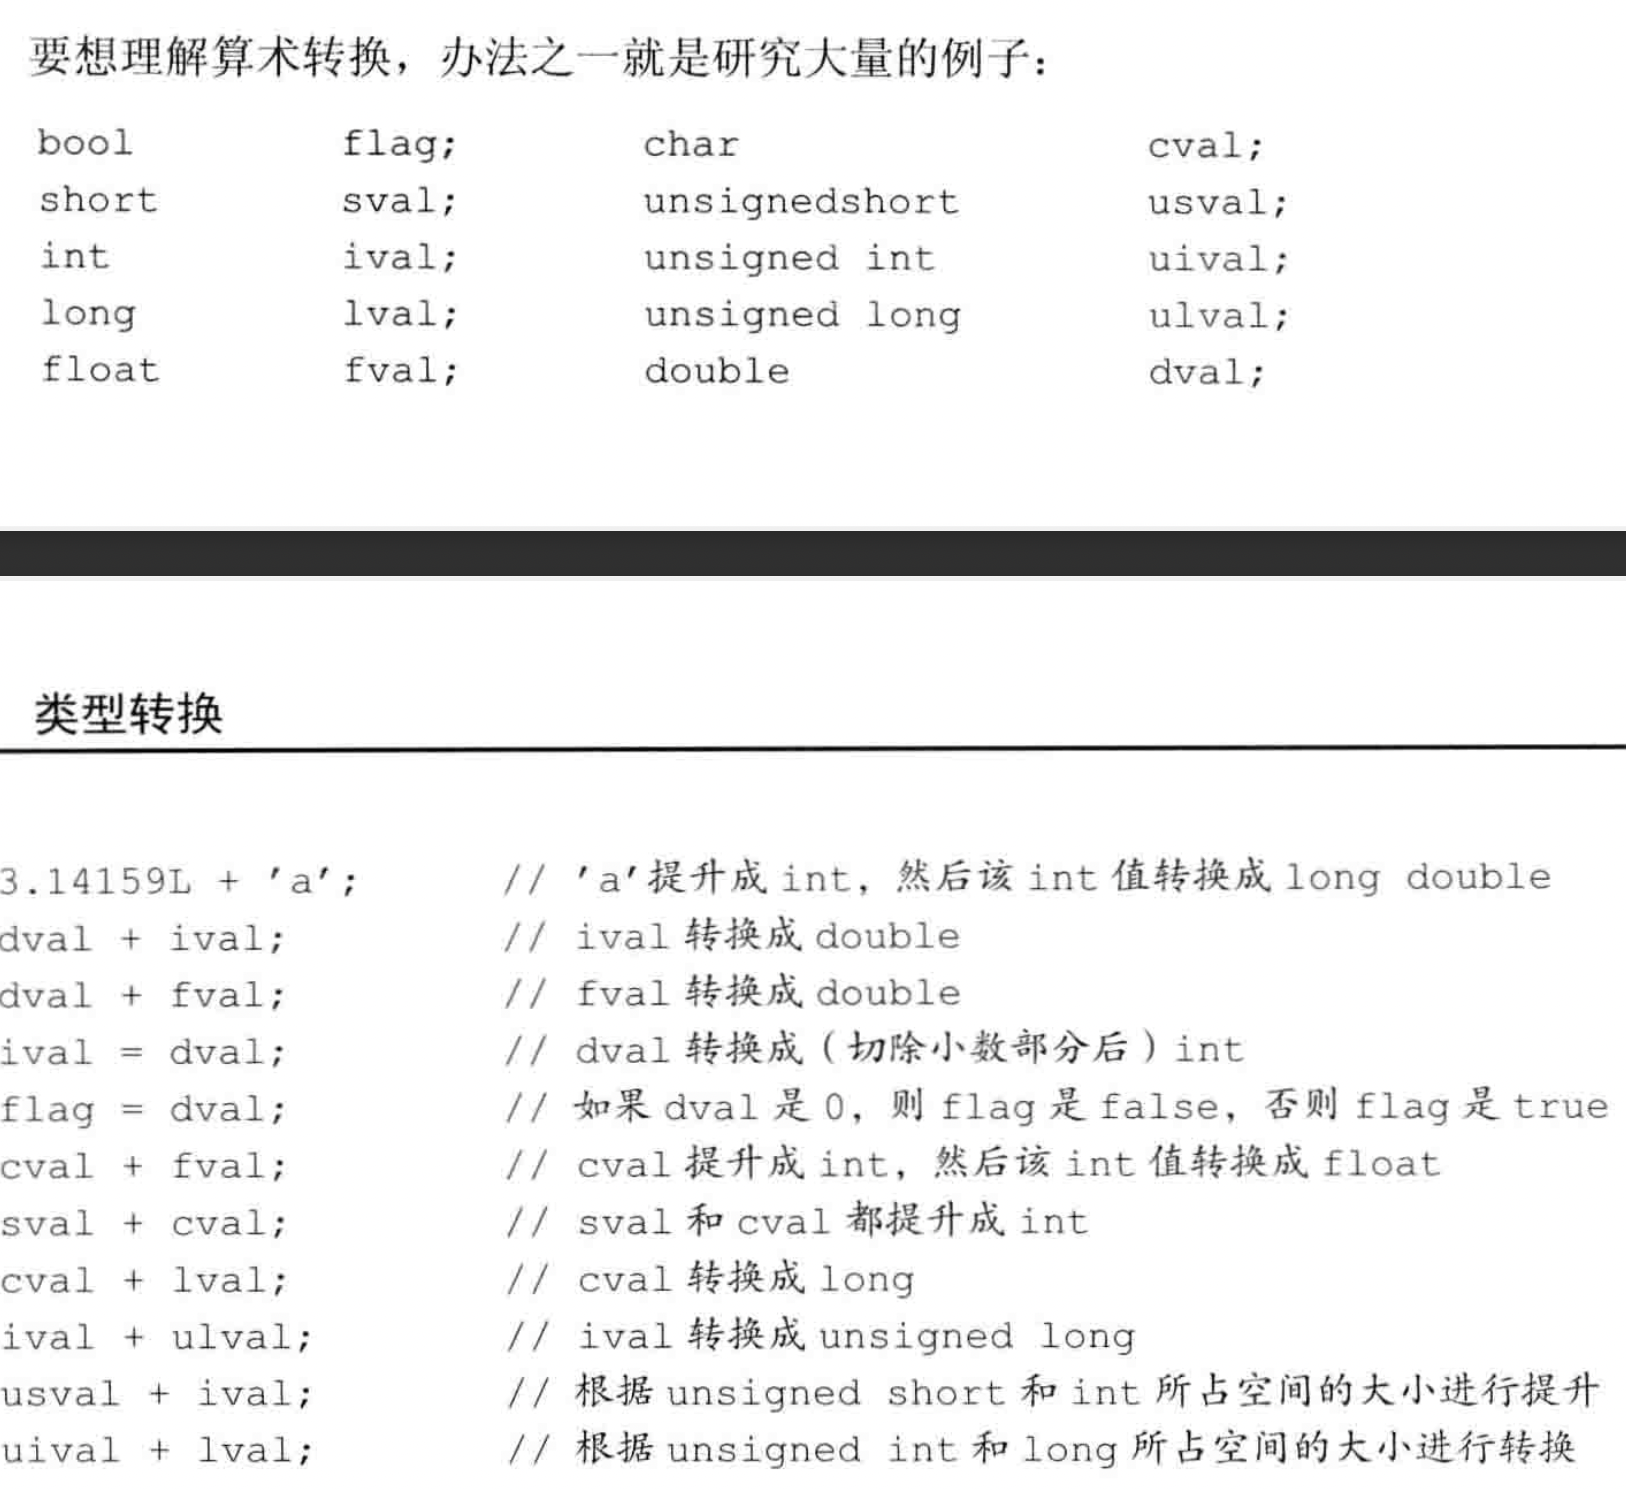 要想理解算术转换，办法之一就是研究大量的例子：
bool flag; char cval;
short sval; unsignedshort usval;
int ival; unsigned int uival;
long lval; unsigned long ulval;
float fval; double dval;
类型转换
3.14159L + 'a'; // 'a'提升成 int，然后该 int 值转换成 long double
dval + ival; // ival 转换成 double
dval + fval; // fval 转换成 double
ival = dval; // dval 转换成（切除小数部分后）int
flag = dval; // 如果 dval 是 0，则 flag 是 false，否则 flag 是 true
cval + fval; // cval 提升成 int，然后该 int 值转换成 float
sval + cval; // sval 和 cval 都提升成 int
cval + lval; // cval 转换成 long
ival + ulval; // ival 转换成 unsigned long
usval + ival; // 根据 unsigned short 和 int 所占空间的大小进行提升
uival + lval; // 根据 unsigned int 和 long 所占空间的大小进行转换